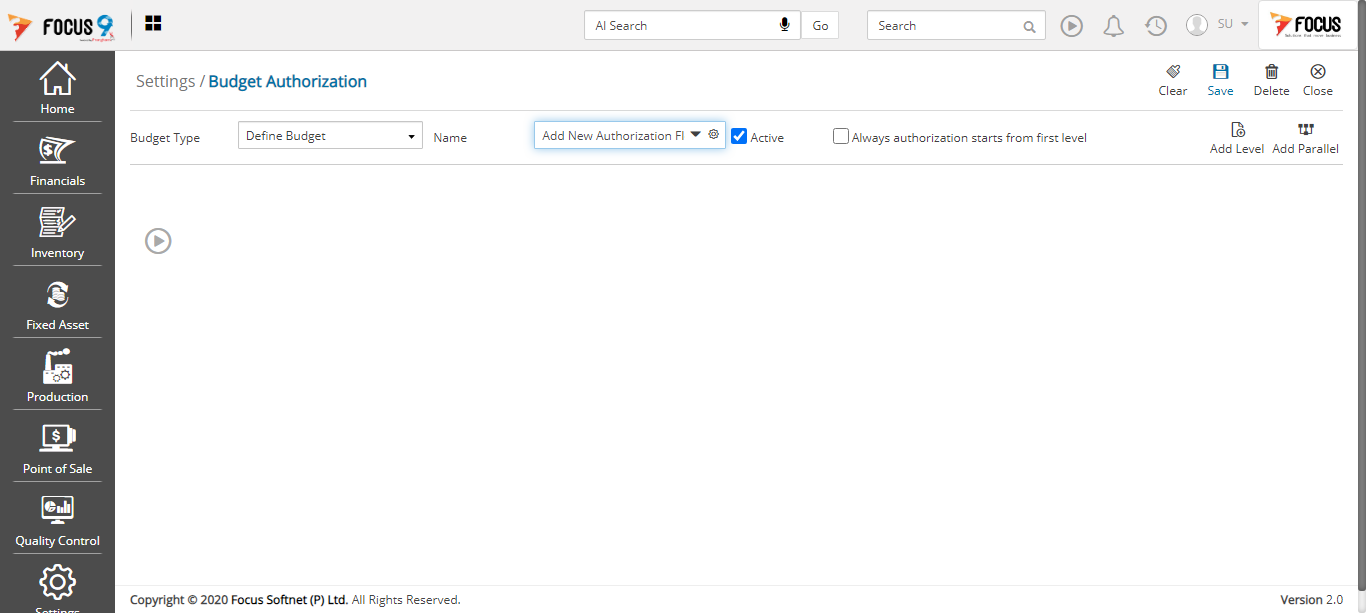 FOCUS 9
AI Search
Go
Search
SU
FOCUS
Home
Financials
Inventory
Fixed Asset
Production
Point of Sale
Quality Control
Settings
Settings / Budget Authorization
Clear
Save
Delete
Close
Budget Type
Define Budget
Name
Add New Authorization Fl
Active
Always authorization starts from first level
Add Level
Add Parallel
Copyright © 2020 Focus Softnet (P) Ltd. All Rights Reserved.
Version 2.0